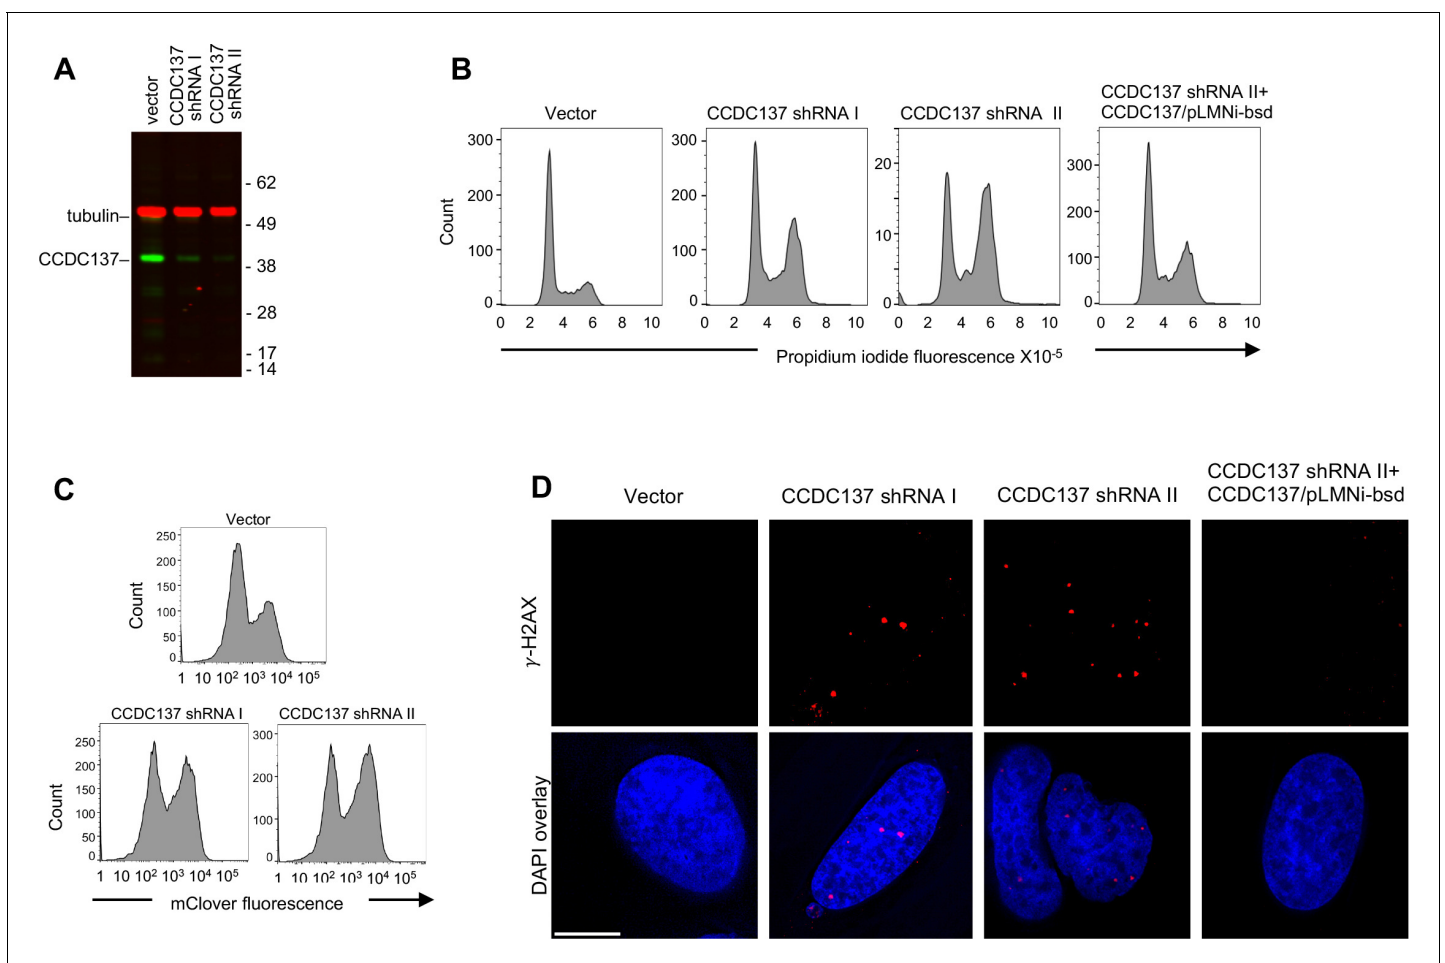 A
vector
CCDC137
shRNA I
CCDC137
shRNA II
tubulin–
CCDC137–
- 62
- 49
- 38
- 28
- 17
- 14
B
Vector
CCDC137 shRNA I
CCDC137 shRNA II
CCDC137 shRNA II+
CCDC137/pLMNi-bsd
Count
300
200
100
0
0 2 4 6 8 10
300
200
100
0
0 2 4 6 8 10
20
10
0
0 2 4 6 8 10
300
200
100
0
0 2 4 6 8 10
Propidium iodide fluorescence X10-5
C
Vector
Count
250
200
150
100
50
0
1 10 10² 10³ 10⁴ 10⁵
CCDC137 shRNA I
CCDC137 shRNA II
Count
250
200
150
100
50
0
1 10 10² 10³ 10⁴ 10⁵
300
200
100
0
1 10 10² 10³ 10⁴ 10⁵
mClover fluorescence
D
Vector
CCDC137 shRNA I
CCDC137 shRNA II
CCDC137 shRNA II+
CCDC137/pLMNi-bsd
γ-H2AX
DAPI overlay